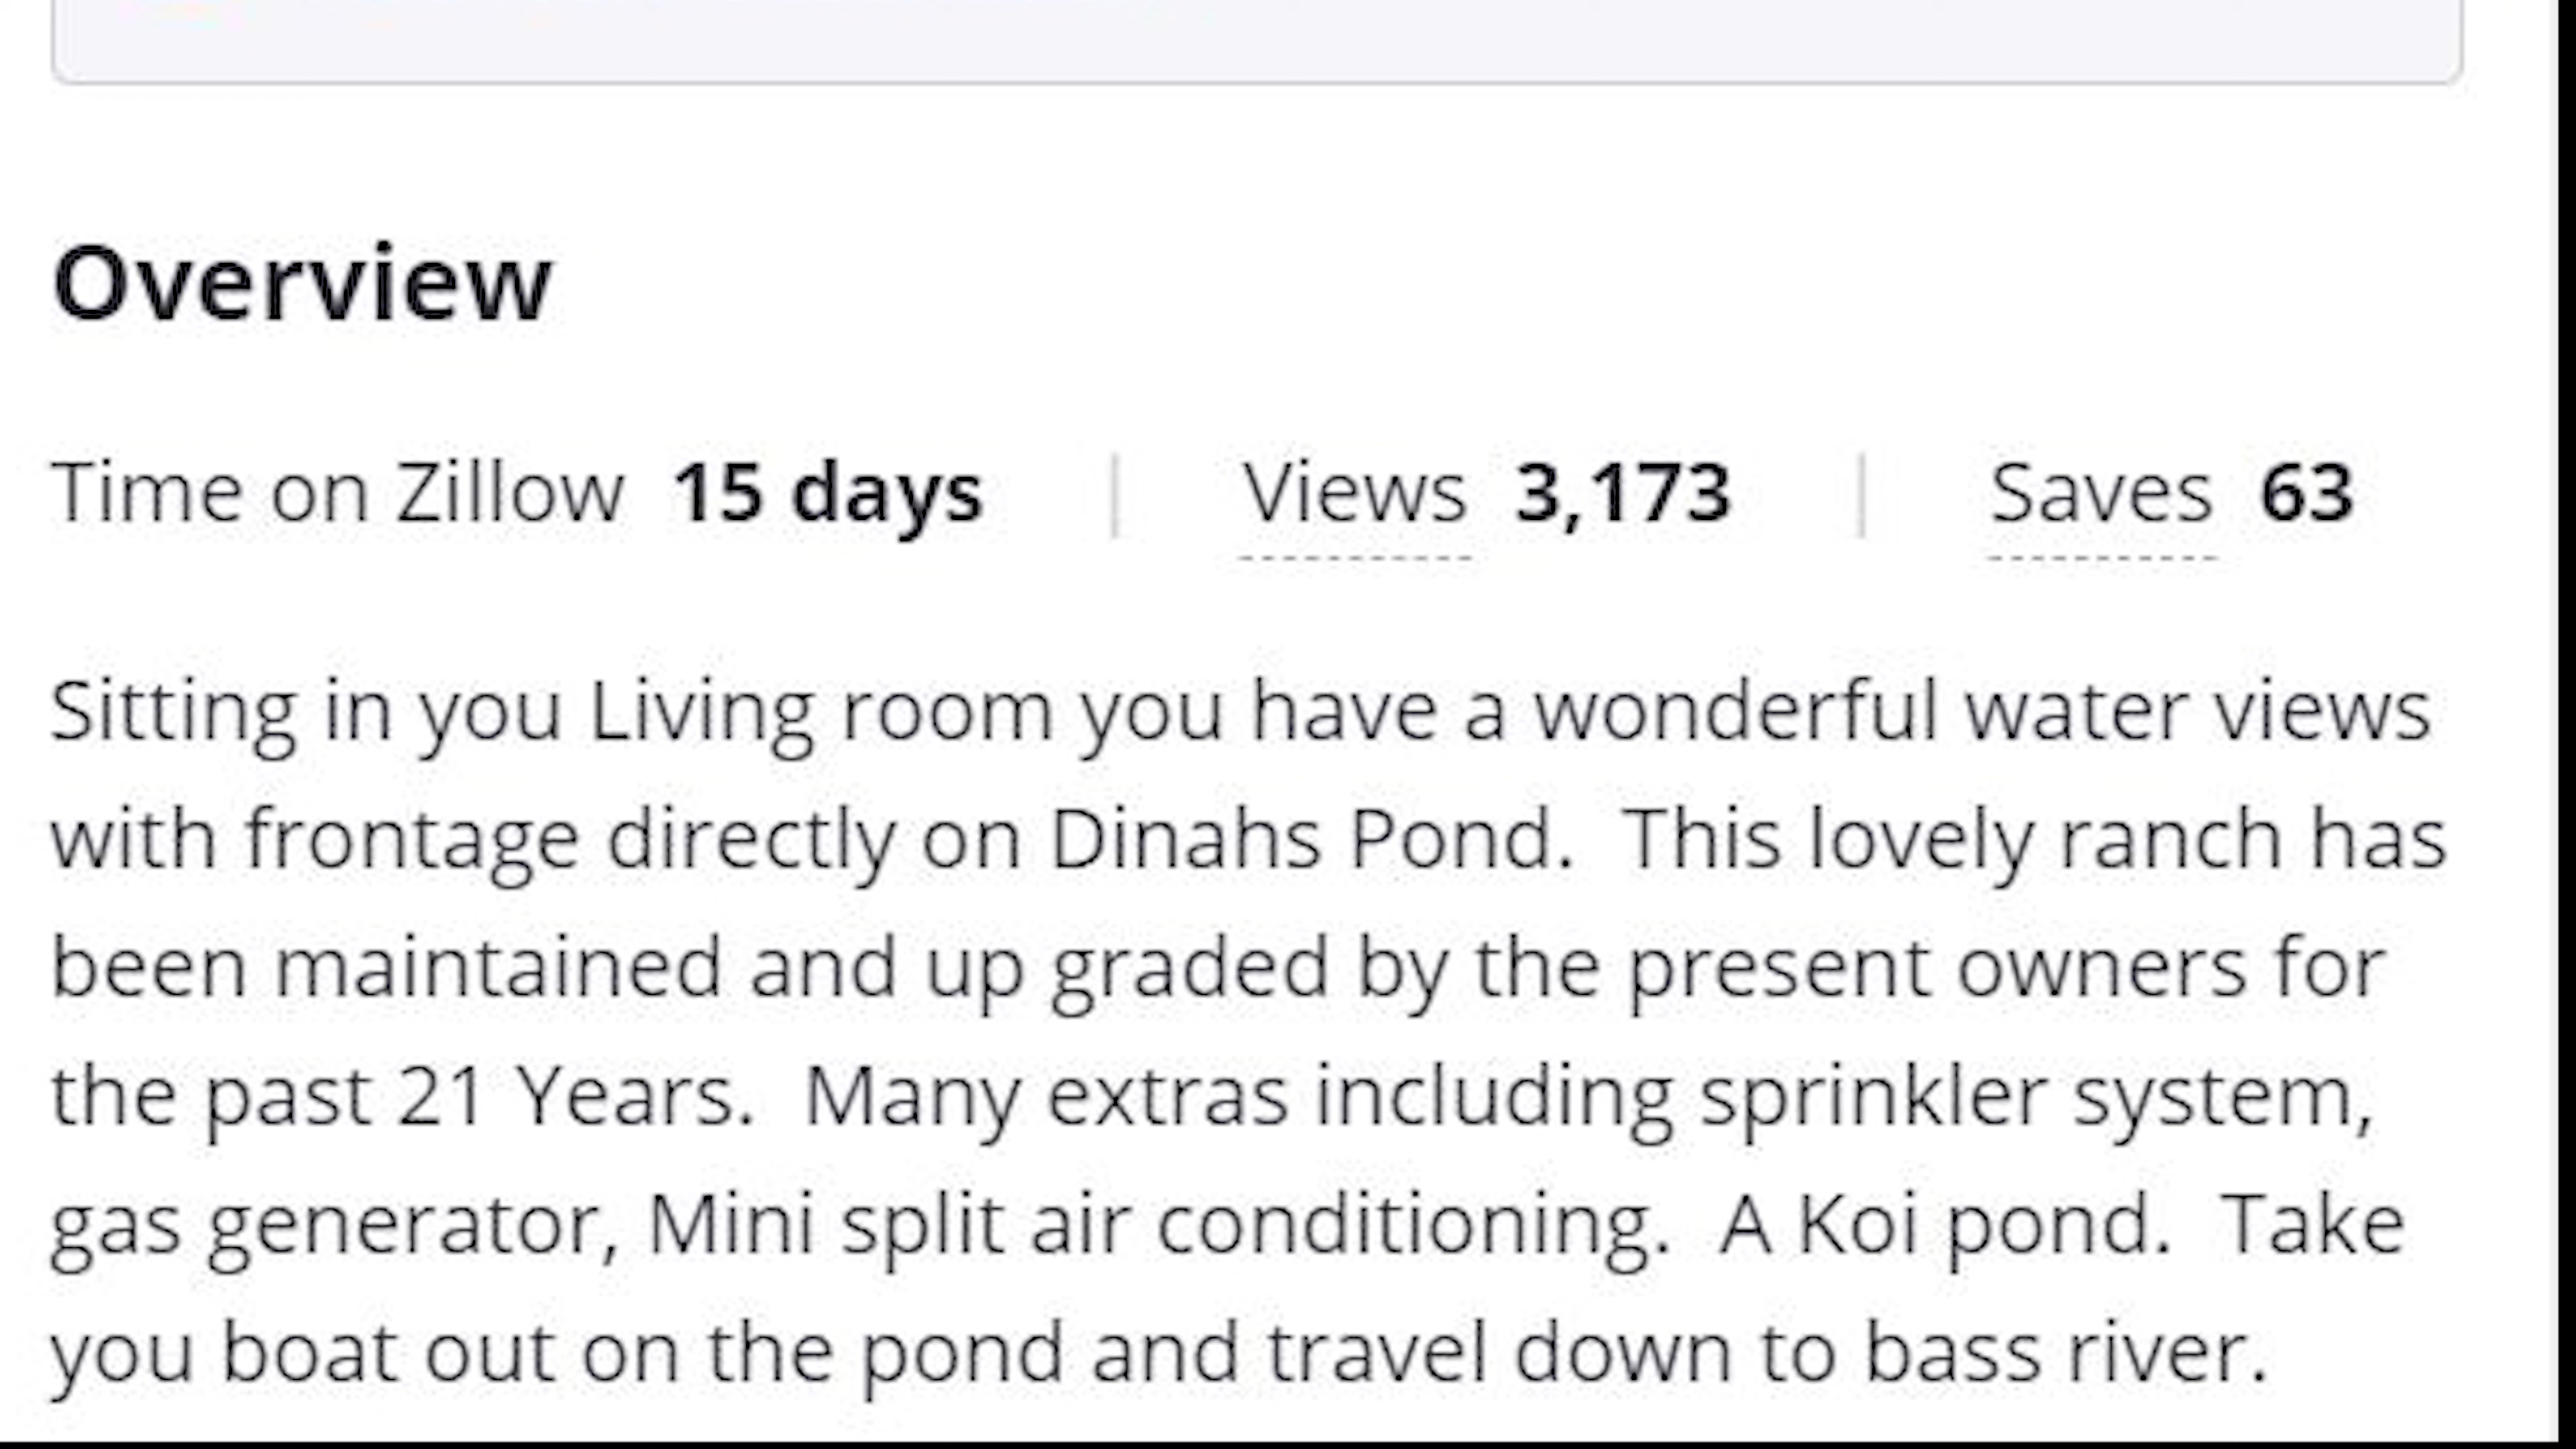 Overview
Time on Zillow 15 days | Views 3,173 | Saves 63
Sitting in you Living room you have a wonderful water views
with frontage directly on Dinahs Pond.  This lovely ranch has
been maintained and up graded by the present owners for
the past 21 Years.  Many extras including sprinkler system,
gas generator, Mini split air conditioning.  A Koi pond.  Take
you boat out on the pond and travel down to bass river.